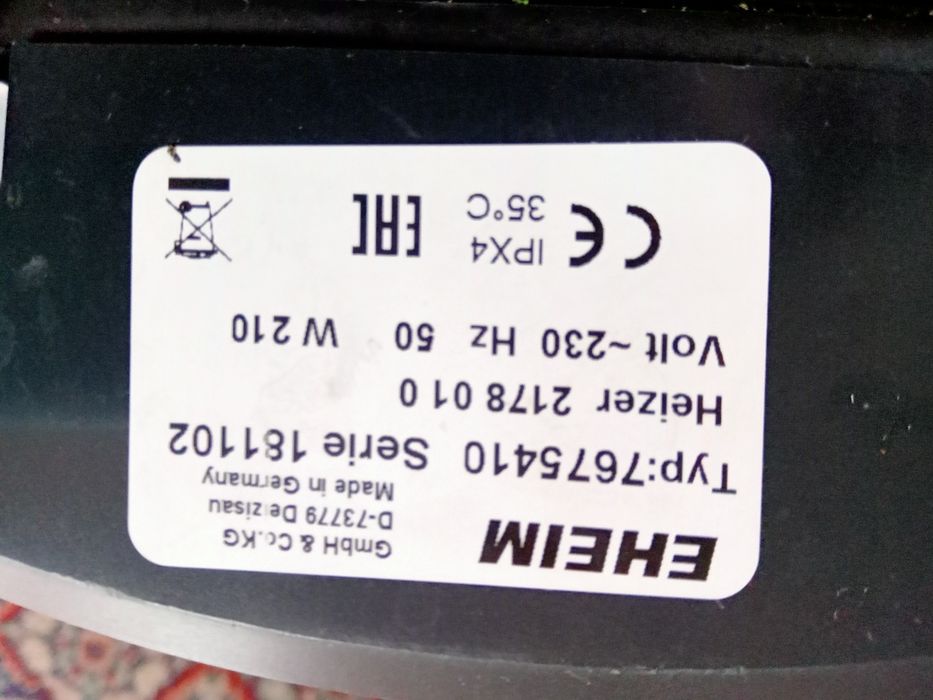 EHEIM
GmbH & Co.KG
D-73779 Deizisau
Made in Germany
Typ:7675410 Serie 181102
Heizer 2178 01 0
Volt ~230 Hz 50 W 210
CE IPX4
35°C
EAC